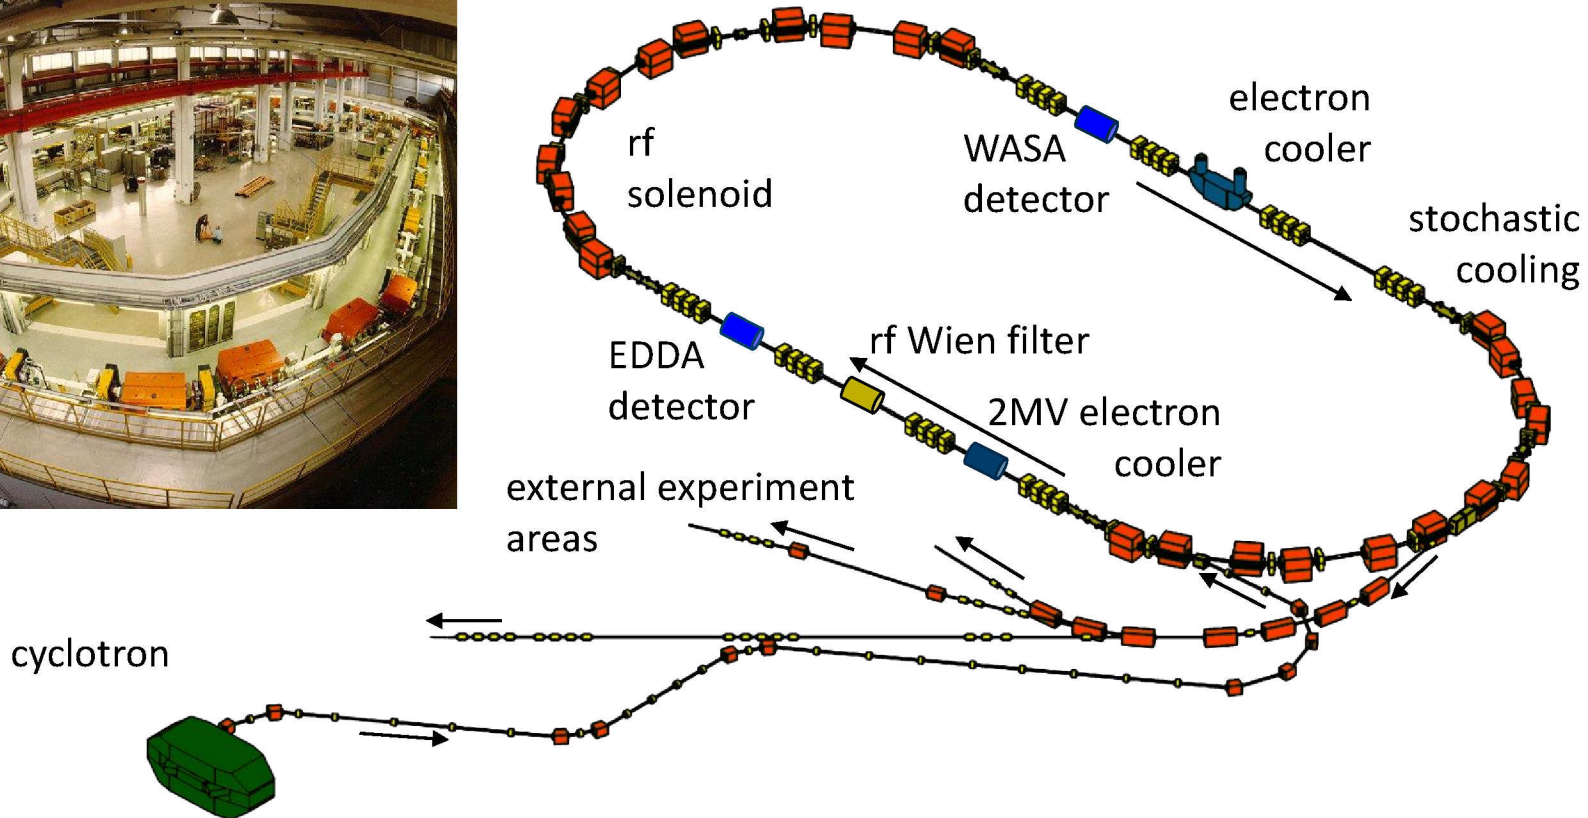 electron
cooler
WASA
detector
rf
solenoid
stochastic
cooling
rf Wien filter
EDDA
detector
2MV electron
cooler
external experiment
areas
cyclotron